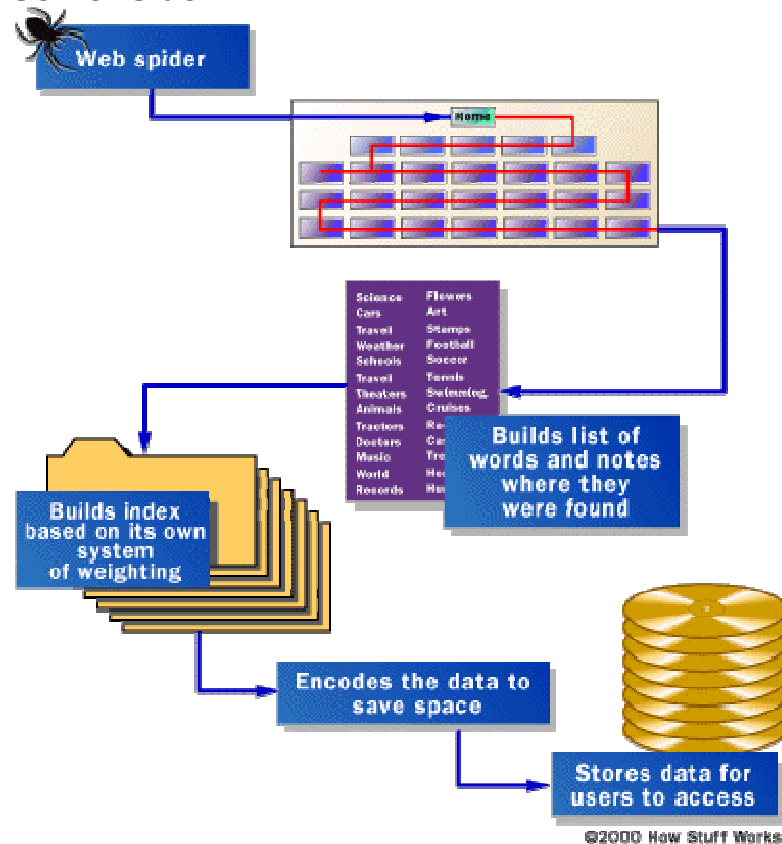 Web spider
Home
Science Flowers
Cars Art
Travell Stamps
Weather Football
Schools Soccer
Travell Tennis
Theaters Swimming,
Animals Cruises
Tractors
Doctors
Music
World
Records
Builds list of
words and notes
where they
were found
Builds index
based on its own
system
of weighting
Encodes the data to
save space
Stores data for
users to access
©2000 How Stuff Works